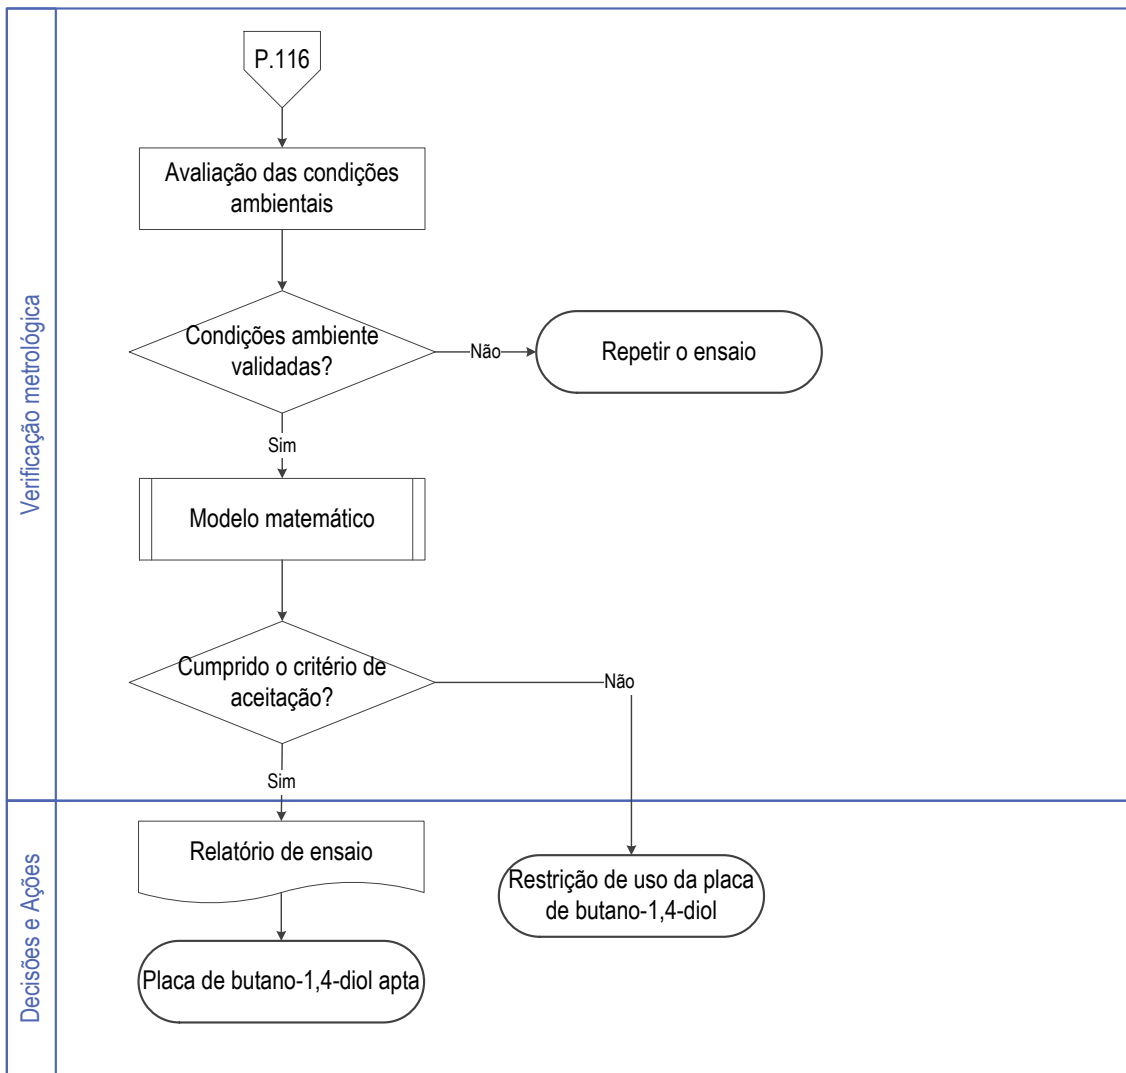 P.116
Avaliação das condições
ambientais
Condições ambiente
validadas?
Não
Repetir o ensaio
Sim
Modelo matemático
Cumprido o critério de
aceitação?
Não
Sim
Verificação metrológica
Relatório de ensaio
Restrição de uso da placa
de butano-1,4-diol
Placa de butano-1,4-diol apta
Decisões e Ações